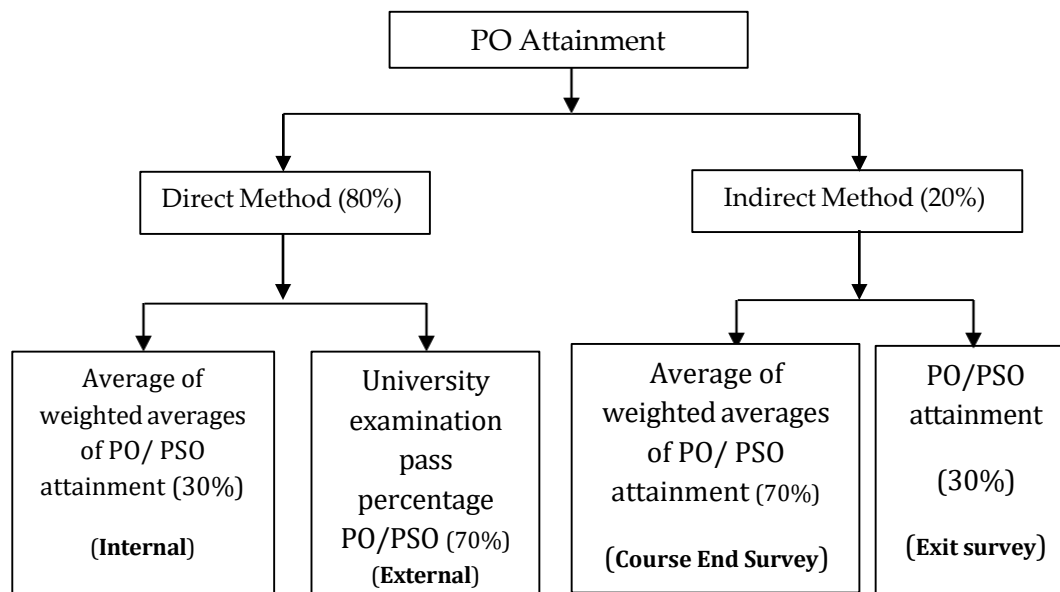 PO Attainment
Direct Method (80%)
Indirect Method (20%)
Average of
weighted averages
of PO/ PSO
attainment (30%)
(Internal)
University
examination
pass
percentage
PO/PSO (70%)
(External)
Average of
weighted averages
of PO/ PSO
attainment (70%)
(Course End Survey)
PO/PSO
attainment
(30%)
(Exit survey)